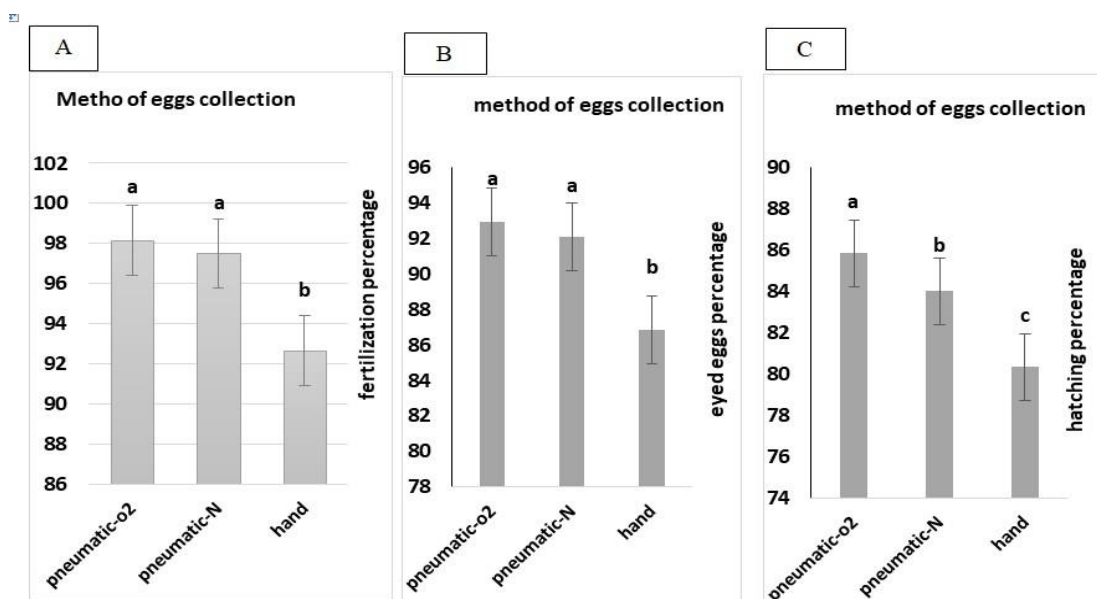 A
Metho of eggs collection
102
100
98
96
94
92
90
88
86
a
a
b
fertilization percentage
pneumatic-o2
pneumatic-N
hand
B
method of eggs collection
96
94
92
90
88
86
84
82
80
78
a
a
b
eyed eggs percentage
pneumatic-o2
pneumatic-N
hand
C
method of eggs collection
90
88
86
84
82
80
78
76
74
a
b
c
hatching percentage
pneumatic-o2
pneumatic-N
hand